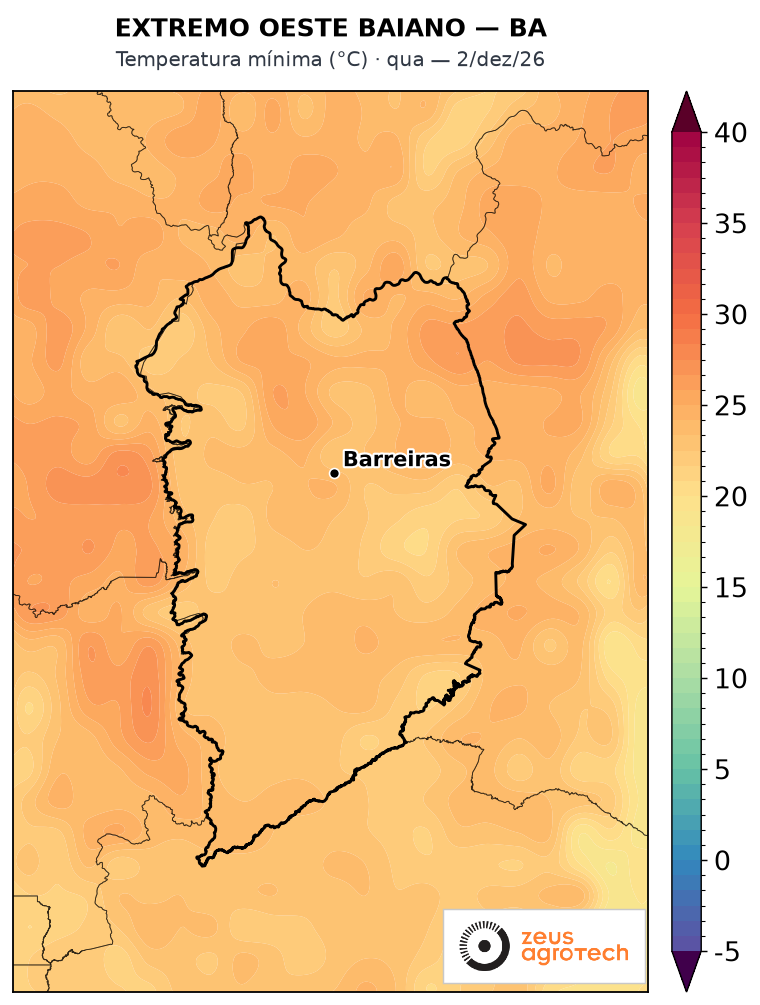 EXTREMO OESTE BAIANO — BA
Temperatura mínima (°C) · qua — 2/dez/26
40
35
30
25
20
15
10
5
0
-5
Barreiras
zeus
agrotech